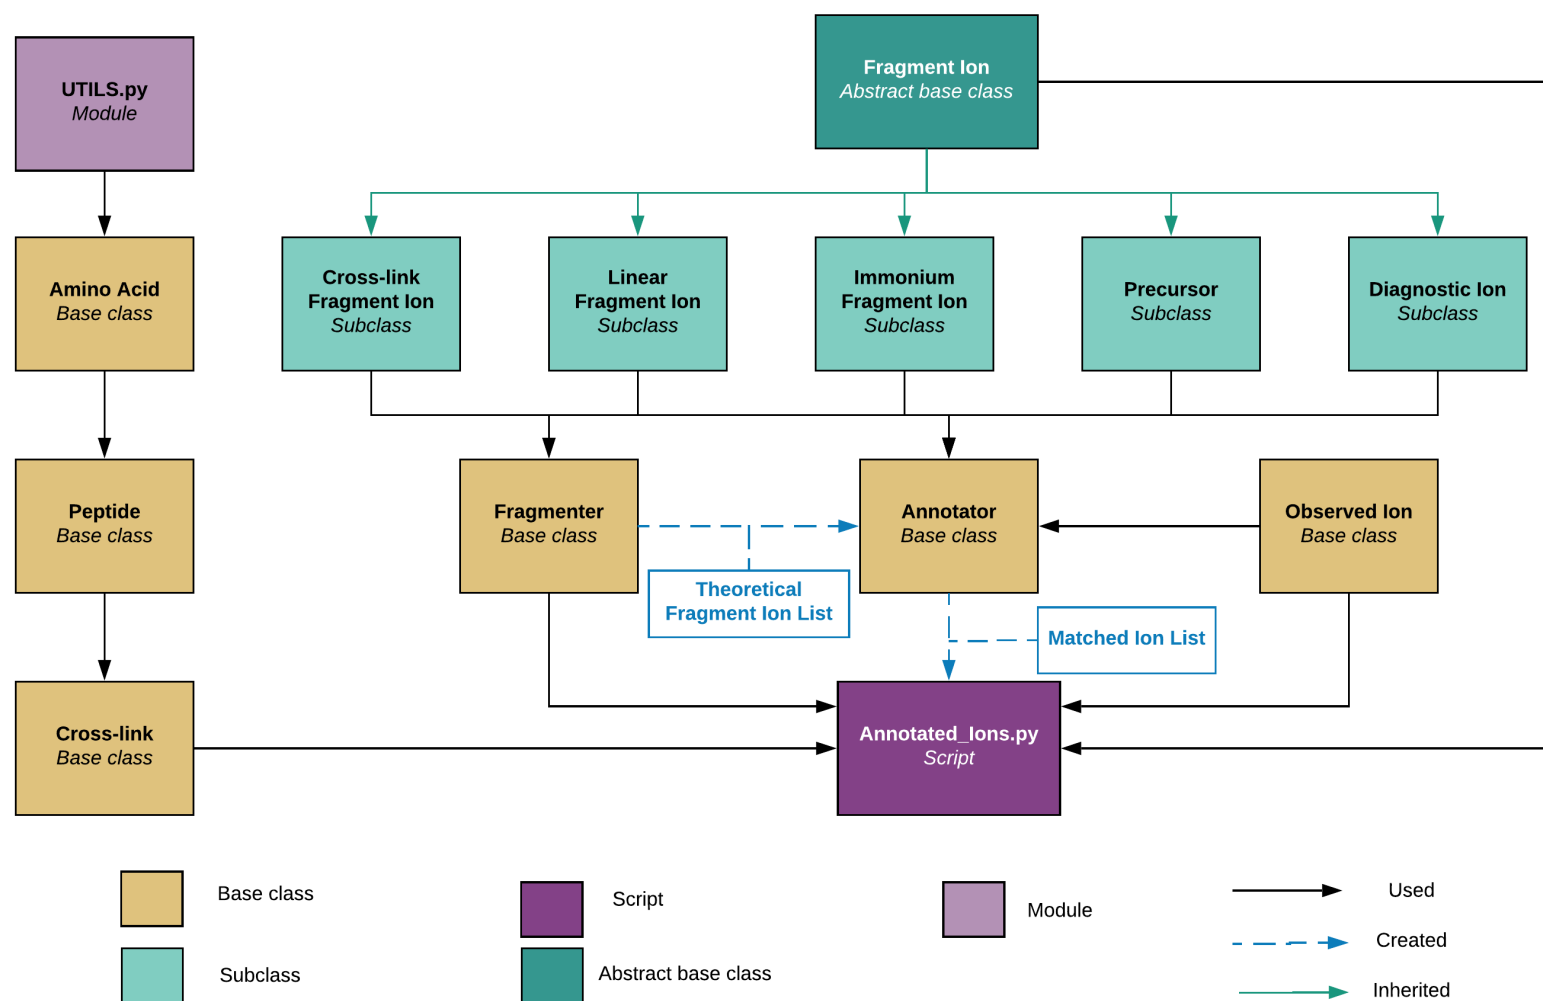 UTILS.py
Module
Fragment Ion
Abstract base class
Amino Acid
Base class
Cross-link
Fragment Ion
Subclass
Linear
Fragment Ion
Subclass
Immonium
Fragment Ion
Subclass
Precursor
Subclass
Diagnostic Ion
Subclass
Peptide
Base class
Fragmenter
Base class
Annotator
Base class
Observed Ion
Base class
Theoretical
Fragment Ion List
Matched Ion List
Cross-link
Base class
Annotated_Ions.py
Script
Base class
Script
Module
Used
Created
Subclass
Abstract base class
Inherited